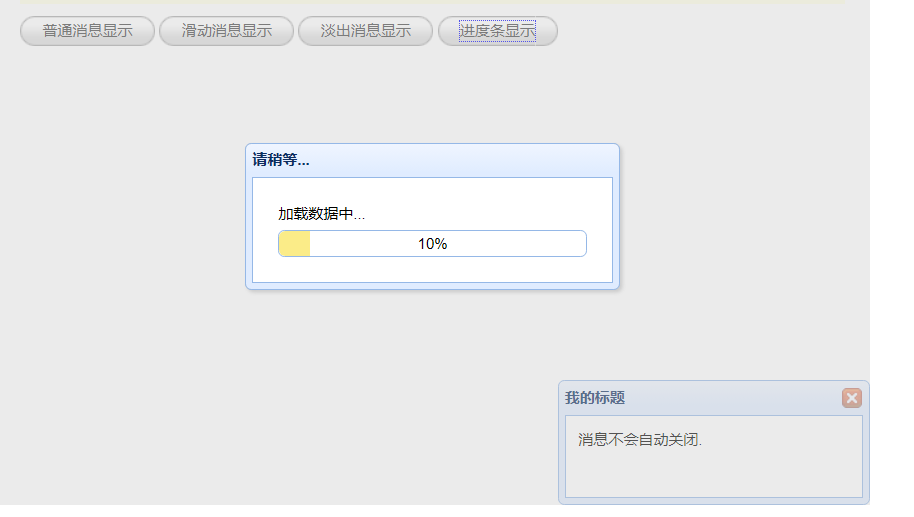 普通消息显示 滑动消息显示 淡出消息显示 进度条显示
请稍等...
加载数据中...
10%
我的标题
消息不会自动关闭.